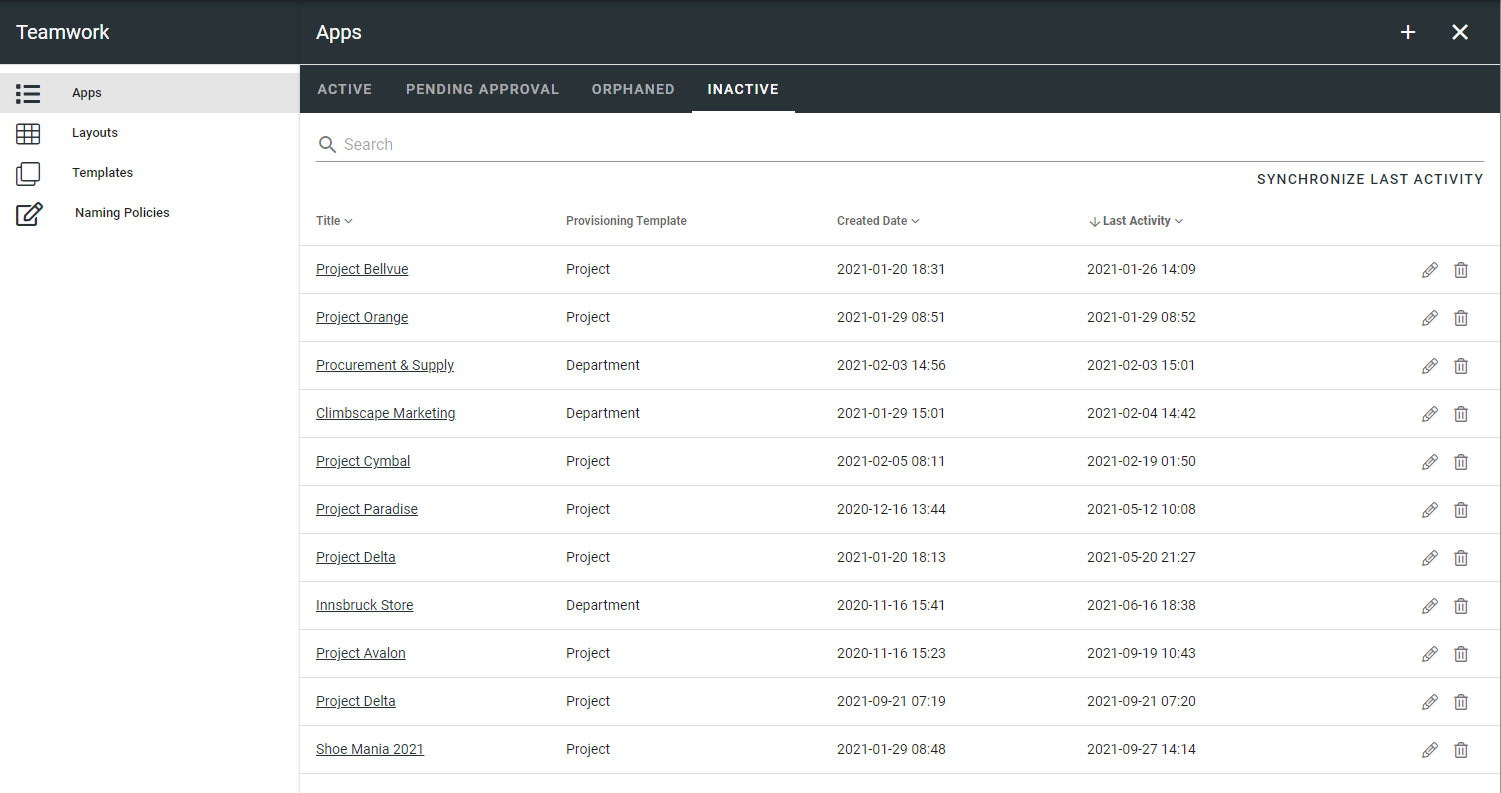 Teamwork
Apps
Apps
Layouts
Templates
Naming Policies
ACTIVE PENDING APPROVAL ORPHANED INACTIVE
Search
SYNCHRONIZE LAST ACTIVITY
Title Provisioning Template Created Date Last Activity
Project Bellvue Project 2021-01-20 18:31 2021-01-26 14:09
Project Orange Project 2021-01-29 08:51 2021-01-29 08:52
Procurement & Supply Department 2021-02-03 14:56 2021-02-03 15:01
Climbscape Marketing Department 2021-01-29 15:01 2021-02-04 14:42
Project Cymbal Project 2021-02-05 08:11 2021-02-19 01:50
Project Paradise Project 2020-12-16 13:44 2021-05-12 10:08
Project Delta Project 2021-01-20 18:13 2021-05-20 21:27
Innsbruck Store Department 2020-11-16 15:41 2021-06-16 18:38
Project Avalon Project 2020-11-16 15:23 2021-09-19 10:43
Project Delta Project 2021-09-21 07:19 2021-09-21 07:20
Shoe Mania 2021 Project 2021-01-29 08:48 2021-09-27 14:14